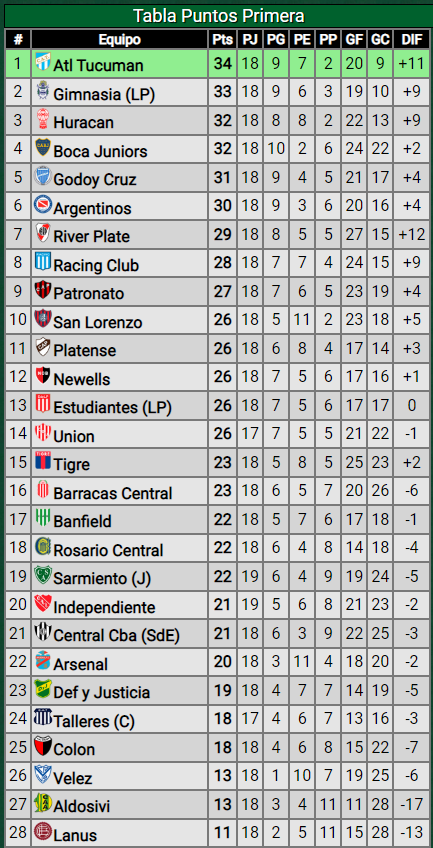 Tabla Puntos Primera
# Equipo Pts PJ PG PE PP GF GC DIF
1 Atl Tucuman 34 18 9 7 2 20 9 +11
2 Gimnasia (LP) 33 18 9 6 3 19 10 +9
3 Huracan 32 18 8 8 2 22 13 +9
4 Boca Juniors 32 18 10 2 6 24 22 +2
5 Godoy Cruz 31 18 9 4 5 21 17 +4
6 Argentinos 30 18 9 3 6 20 16 +4
7 River Plate 29 18 8 5 5 27 15 +12
8 Racing Club 28 18 7 7 4 24 15 +9
9 Patronato 27 18 7 6 5 23 19 +4
10 San Lorenzo 26 18 5 11 2 23 18 +5
11 Platense 26 18 6 8 4 17 14 +3
12 Newells 26 18 7 5 6 17 16 +1
13 Estudiantes (LP) 26 18 7 5 6 17 17 0
14 Union 26 17 7 5 5 21 22 -1
15 Tigre 23 18 5 8 5 25 23 +2
16 Barracas Central 23 18 6 5 7 20 26 -6
17 Banfield 22 18 5 7 6 17 18 -1
18 Rosario Central 22 18 6 4 8 14 18 -4
19 Sarmiento (J) 22 19 6 4 9 19 24 -5
20 Independiente 21 19 5 6 8 21 23 -2
21 Central Cba (SdE) 21 18 6 3 9 22 25 -3
22 Arsenal 20 18 3 11 4 18 20 -2
23 Def y Justicia 19 18 4 7 7 14 19 -5
24 Talleres (C) 18 17 4 6 7 13 16 -3
25 Colon 18 18 4 6 8 15 22 -7
26 Velez 13 18 1 10 7 19 25 -6
27 Aldosivi 13 18 3 4 11 11 28 -17
28 Lanus 11 18 2 5 11 15 28 -13